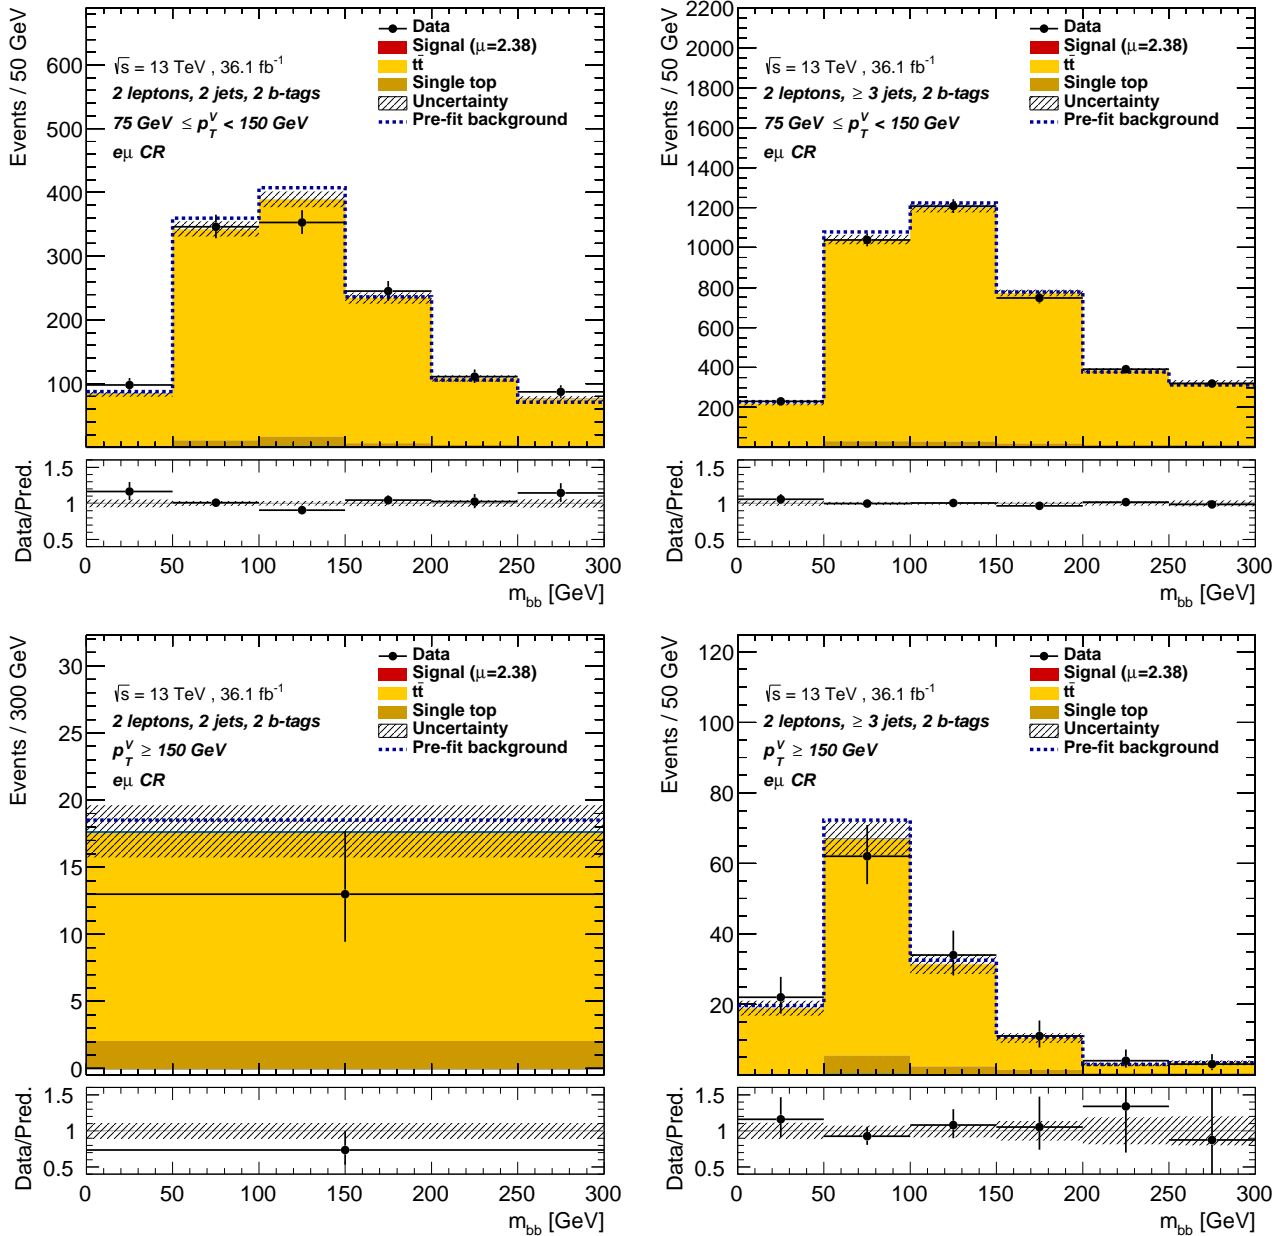 Events / 50 GeV
600
500
400
300
200
100
Data
Signal (μ=2.38)
tt̄
Single top
Uncertainty
Pre-fit background
√s = 13 TeV , 36.1 fb⁻¹
2 leptons, 2 jets, 2 b-tags
75 GeV ≤ p_T^V < 150 GeV
eμ CR
Data/Pred.
1.5
1
0.5
0 50 100 150 200 250 300
m_bb [GeV]
Events / 50 GeV
2200
2000
1800
1600
1400
1200
1000
800
600
400
200
Data
Signal (μ=2.38)
tt̄
Single top
Uncertainty
Pre-fit background
√s = 13 TeV , 36.1 fb⁻¹
2 leptons, ≥ 3 jets, 2 b-tags
75 GeV ≤ p_T^V < 150 GeV
eμ CR
Data/Pred.
1.5
1
0.5
0 50 100 150 200 250 300
m_bb [GeV]
Events / 300 GeV
30
25
20
15
10
5
0
Data
Signal (μ=2.38)
tt̄
Single top
Uncertainty
Pre-fit background
√s = 13 TeV , 36.1 fb⁻¹
2 leptons, 2 jets, 2 b-tags
p_T^V ≥ 150 GeV
eμ CR
Data/Pred.
1.5
1
0.5
0 50 100 150 200 250 300
m_bb [GeV]
Events / 50 GeV
120
100
80
60
40
20
Data
Signal (μ=2.38)
tt̄
Single top
Uncertainty
Pre-fit background
√s = 13 TeV , 36.1 fb⁻¹
2 leptons, ≥ 3 jets, 2 b-tags
p_T^V ≥ 150 GeV
eμ CR
Data/Pred.
1.5
1
0.5
0 50 100 150 200 250 300
m_bb [GeV]